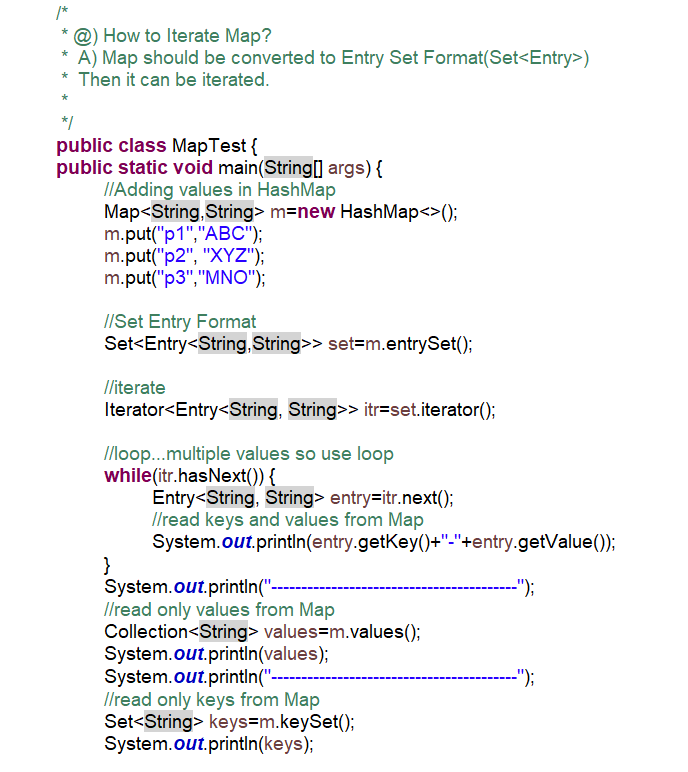 /*
* @) How to Iterate Map?
* A) Map should be converted to Entry Set Format(Set<Entry>)
* Then it can be iterated.
*
*/
public class MapTest {
public static void main(String[] args) {
//Adding values in HashMap
Map<String,String> m=new HashMap<>();
m.put("p1","ABC");
m.put("p2", "XYZ");
m.put("p3","MNO");
//Set Entry Format
Set<Entry<String,String>> set=m.entrySet();
//iterate
Iterator<Entry<String, String>> itr=set.iterator();
//loop...multiple values so use loop
while(itr.hasNext()) {
Entry<String, String> entry=itr.next();
//read keys and values from Map
System.out.println(entry.getKey()+"-"+entry.getValue());
}
System.out.println("-----------------------------------------");
//read only values from Map
Collection<String> values=m.values();
System.out.println(values);
System.out.println("-----------------------------------------");
//read only keys from Map
Set<String> keys=m.keySet();
System.out.println(keys);